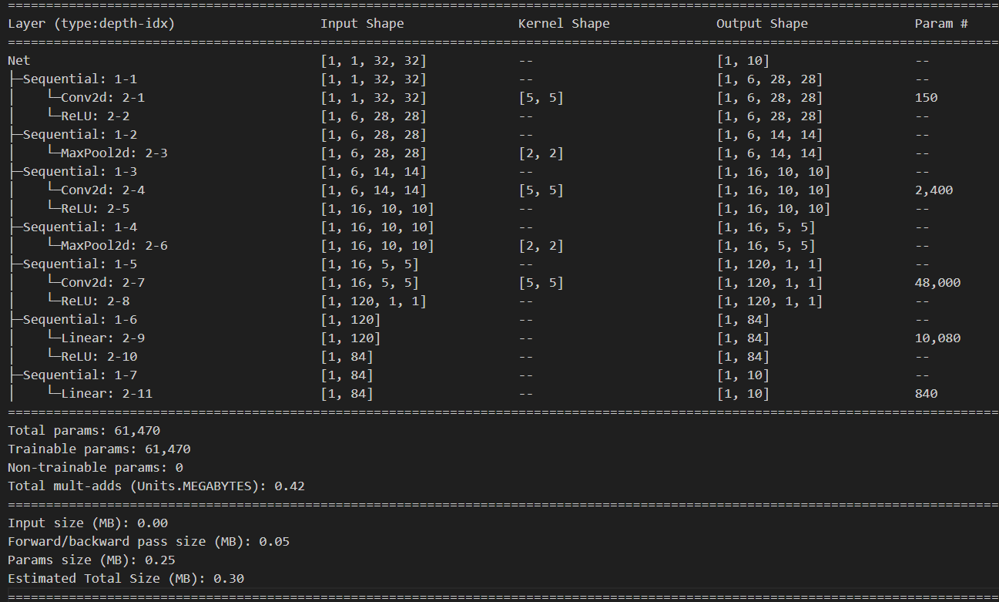 ====================================================================================================================================
Layer (type:depth-idx)                   Input Shape               Kernel Shape              Output Shape              Param #
====================================================================================================================================
Net                                      [1, 1, 32, 32]            --                        [1, 10]                   --
├─Sequential: 1-1                        [1, 1, 32, 32]            --                        [1, 6, 28, 28]            --
│    └─Conv2d: 2-1                       [1, 1, 32, 32]            [5, 5]                    [1, 6, 28, 28]            150
│    └─ReLU: 2-2                         [1, 6, 28, 28]            --                        [1, 6, 28, 28]            --
├─Sequential: 1-2                        [1, 6, 28, 28]            --                        [1, 6, 14, 14]            --
│    └─MaxPool2d: 2-3                    [1, 6, 28, 28]            [2, 2]                    [1, 6, 14, 14]            --
├─Sequential: 1-3                        [1, 6, 14, 14]            --                        [1, 16, 10, 10]           --
│    └─Conv2d: 2-4                       [1, 6, 14, 14]            [5, 5]                    [1, 16, 10, 10]           2,400
│    └─ReLU: 2-5                         [1, 16, 10, 10]           --                        [1, 16, 10, 10]           --
├─Sequential: 1-4                        [1, 16, 10, 10]           --                        [1, 16, 5, 5]             --
│    └─MaxPool2d: 2-6                    [1, 16, 10, 10]           [2, 2]                    [1, 16, 5, 5]             --
├─Sequential: 1-5                        [1, 16, 5, 5]             --                        [1, 120, 1, 1]            --
│    └─Conv2d: 2-7                       [1, 16, 5, 5]             [5, 5]                    [1, 120, 1, 1]            48,000
│    └─ReLU: 2-8                         [1, 120, 1, 1]            --                        [1, 120, 1, 1]            --
├─Sequential: 1-6                        [1, 120]                  --                        [1, 84]                   --
│    └─Linear: 2-9                       [1, 120]                  --                        [1, 84]                   10,080
│    └─ReLU: 2-10                        [1, 84]                   --                        [1, 84]                   --
├─Sequential: 1-7                        [1, 84]                   --                        [1, 10]                   --
│    └─Linear: 2-11                      [1, 84]                   --                        [1, 10]                   840
====================================================================================================================================
Total params: 61,470
Trainable params: 61,470
Non-trainable params: 0
Total mult-adds (Units.MEGABYTES): 0.42
====================================================================================================================================
Input size (MB): 0.00
Forward/backward pass size (MB): 0.05
Params size (MB): 0.25
Estimated Total Size (MB): 0.30
====================================================================================================================================